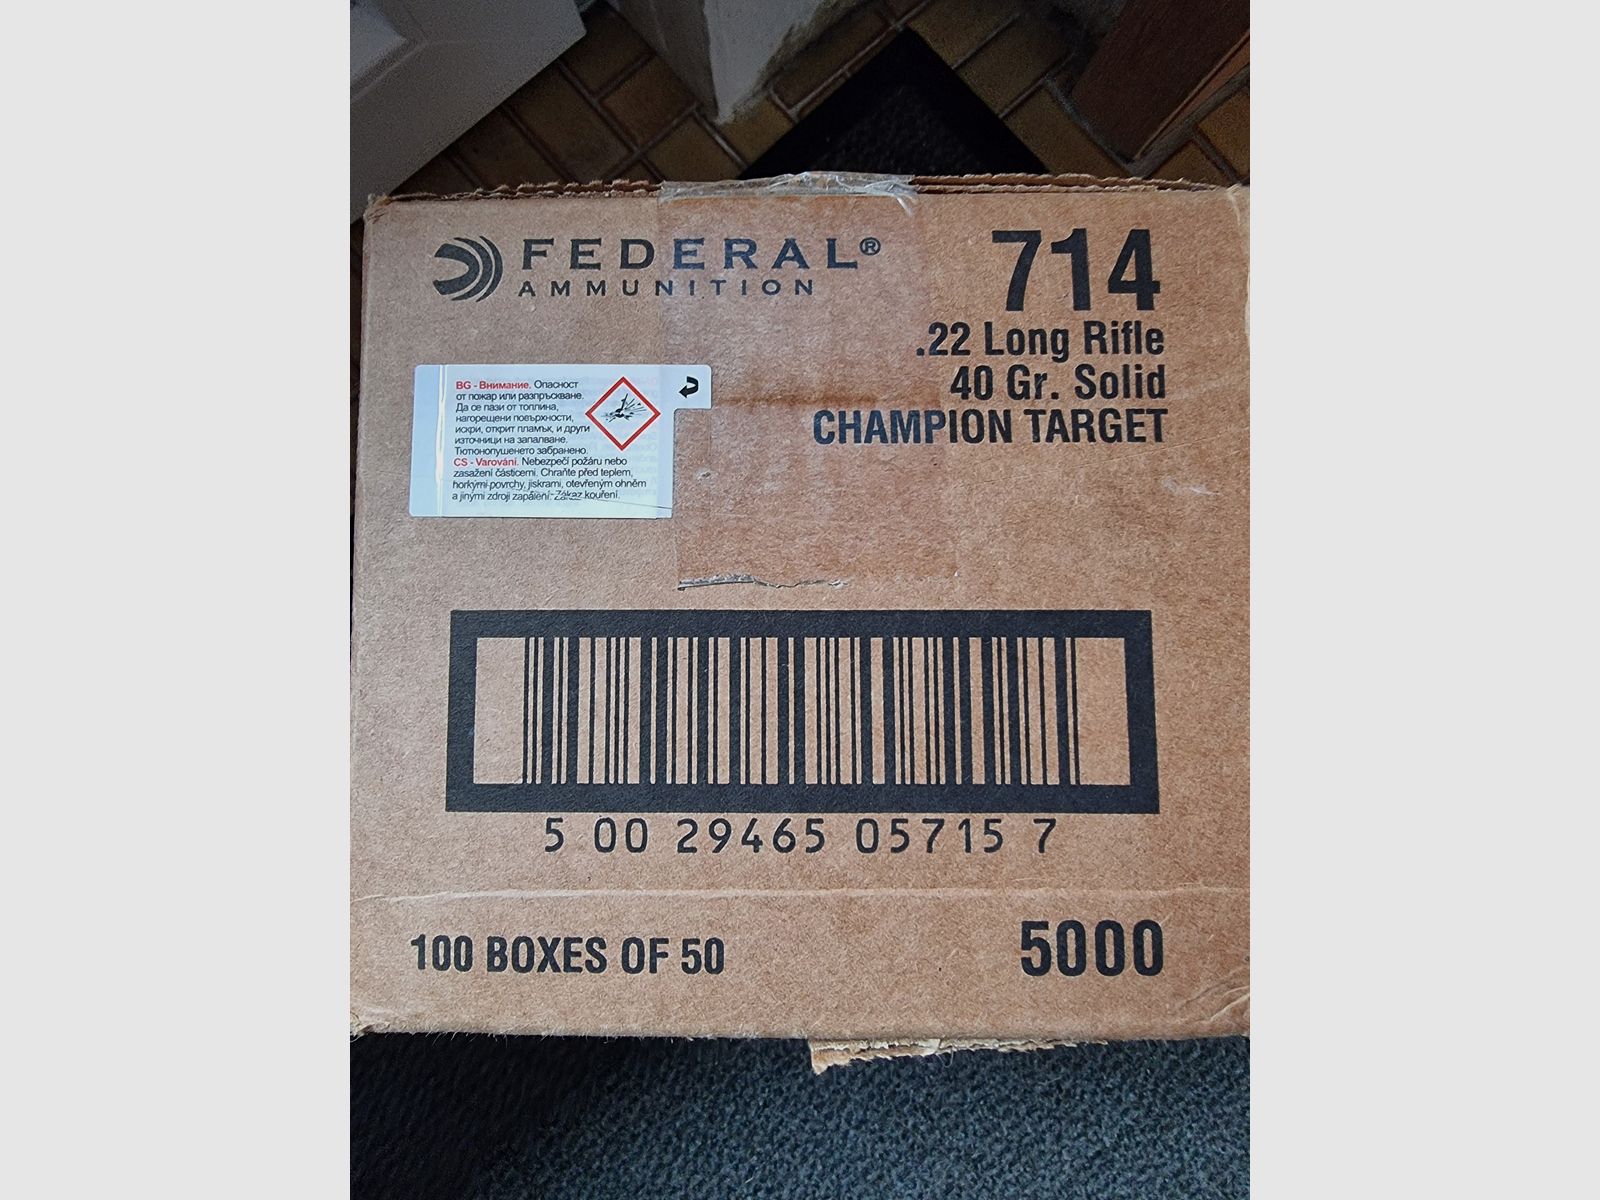 FEDERAL®
AMMUNITION
714
.22 Long Rifle
40 Gr. Solid
CHAMPION TARGET
BG - Внимание. Опасност
от пожар или разпръскване.
Да се пази от топлина,
нагорещени повърхности,
искри, открит пламък, и други
източници на запалване.
Тютюнопушенето забранено.
CS - Varování. Nebezpečí požáru nebo
zasažení částicemi. Chraňte před teplem,
horkými povrchy, jiskrami, otevřeným ohněm
a jinými zdroji zapálení. Zákaz kouření.
5 00 29465 05715 7
100 BOXES OF 50
5000